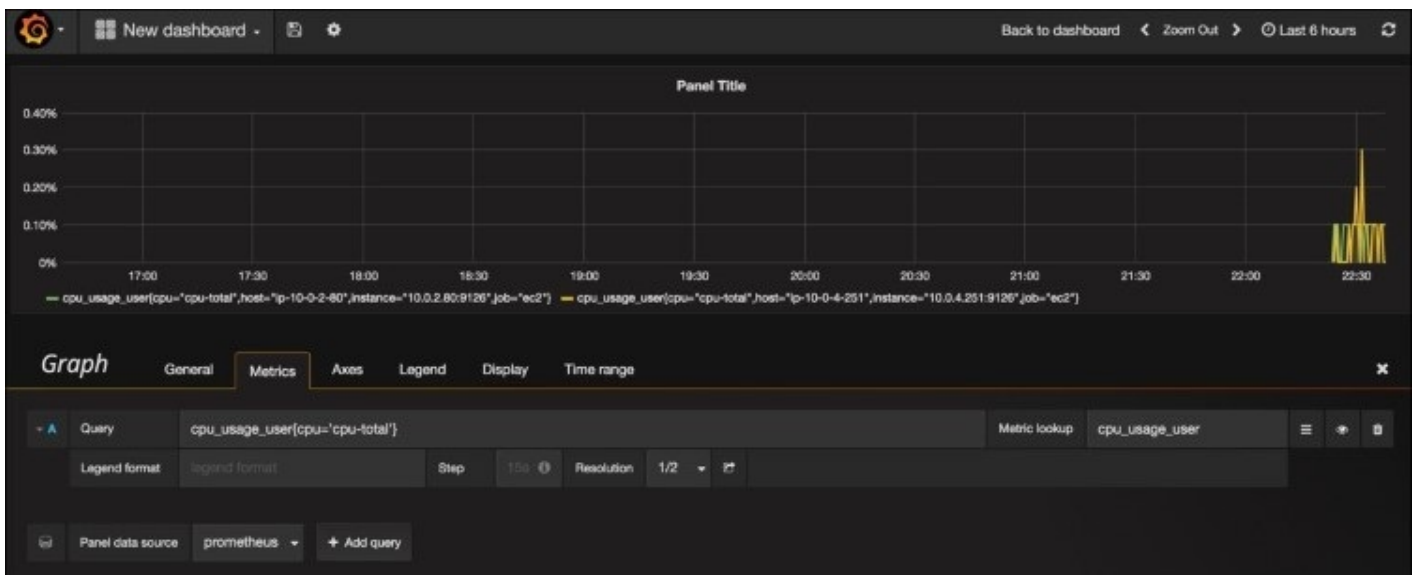 New dashboard
Back to dashboard Zoom Out Last 6 hours
Panel Title
0.40%
0.30%
0.20%
0.10%
0%
17:00 17:30 18:00 18:30 19:00 19:30 20:00 20:30 21:00 21:30 22:00 22:30
cpu_usage_user{cpu="cpu-total",host="ip-10-0-2-80",instance="10.0.2.80:9126",job="ec2"} cpu_usage_user{cpu="cpu-total",host="ip-10-0-4-251",instance="10.0.4.251:9126",job="ec2"}
Graph General Metrics Axes Legend Display Time range
A Query cpu_usage_user{cpu='cpu-total'} Metric lookup cpu_usage_user
Legend format legend format Step 15s Resolution 1/2
Panel data source prometheus + Add query